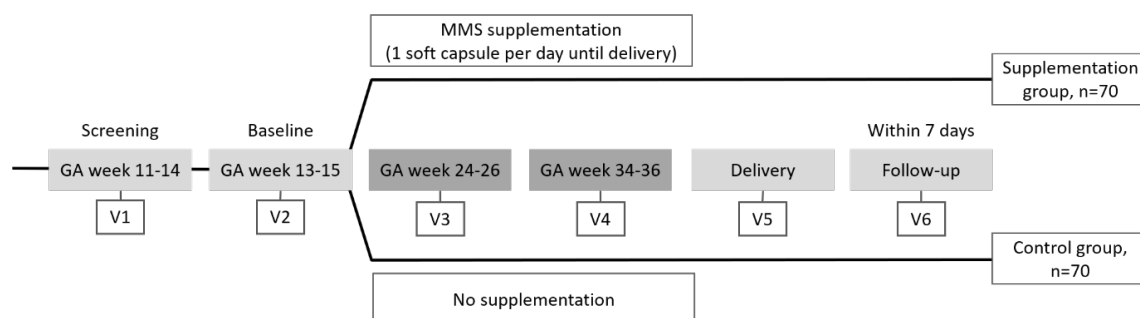 MMS supplementation
(1 soft capsule per day until delivery)
Supplementation
group, n=70
Screening
Baseline
Within 7 days
GA week 11-14
GA week 13-15
GA week 24-26
GA week 34-36
Delivery
Follow-up
V1
V2
V3
V4
V5
V6
Control group,
n=70
No supplementation